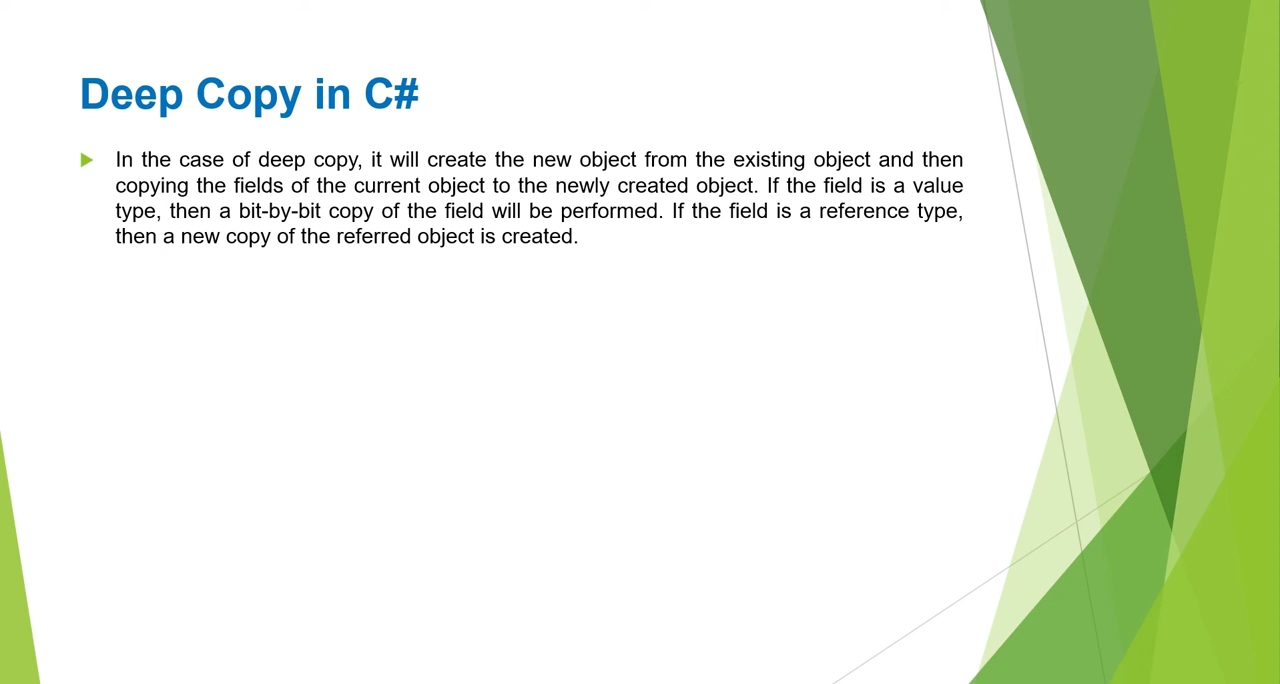 Deep Copy in C#
In the case of deep copy, it will create the new object from the existing object and then
copying the fields of the current object to the newly created object. If the field is a value
type, then a bit-by-bit copy of the field will be performed. If the field is a reference type,
then a new copy of the referred object is created.